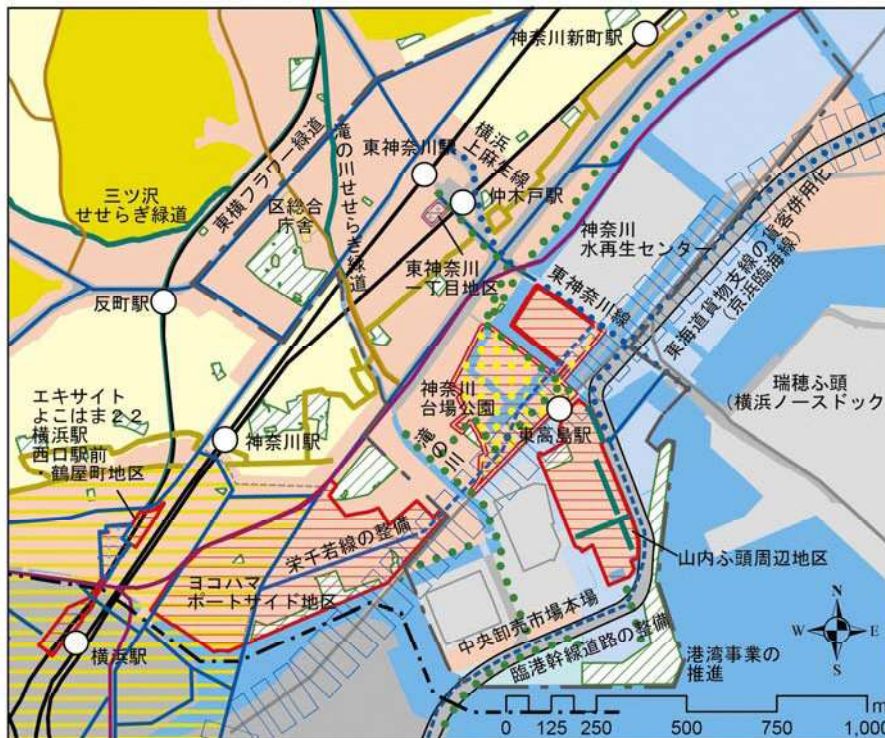 神奈川新町駅
東横フラワー緑道
滝の川せせらぎ緑道
東神奈川駅
横浜
上麻生線
仲木戸駅
三ツ沢
せせらぎ緑道
区総合
庁舎
神奈川
水再生センター
東神奈川
一丁目地区
東神奈川線
東海道貨物支線の貨客併用化
(京浜臨海線)
反町駅
瑞穂ふ頭
(横浜ノースドック)
エキサイト
よこはま22
横浜駅
西口駅前
・鶴屋町地区
神奈川駅
神奈川
台場公園
東高島駅
滝の川
栄千若線の整備
山内ふ頭周辺地区
ヨコハマ
ポートサイド地区
中央卸売市場本場
臨港幹線道路の整備
港湾事業の
推進
横浜駅
N
W
E
S
m
0 125 250 500 750 1,000